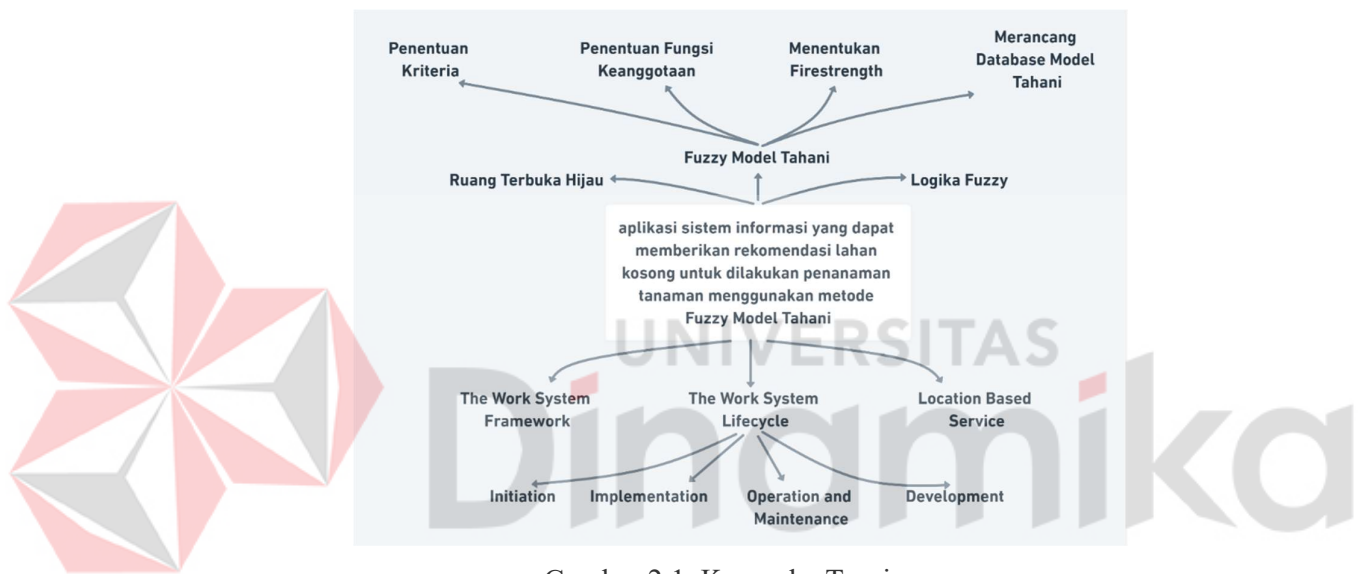 Penentuan
Kriteria
Penentuan Fungsi
Keanggotaan
Menentukan
Firestrength
Merancang
Database Model
Tahani
Fuzzy Model Tahani
Ruang Terbuka Hijau
Logika Fuzzy
aplikasi sistem informasi yang dapat
memberikan rekomendasi lahan
kosong untuk dilakukan penanaman
tanaman menggunakan metode
Fuzzy Model Tahani
UNIVERSITAS
Dinamika
The Work System
Framework
The Work System
Lifecycle
Location Based
Service
Initiation
Implementation
Operation and
Maintenance
Development